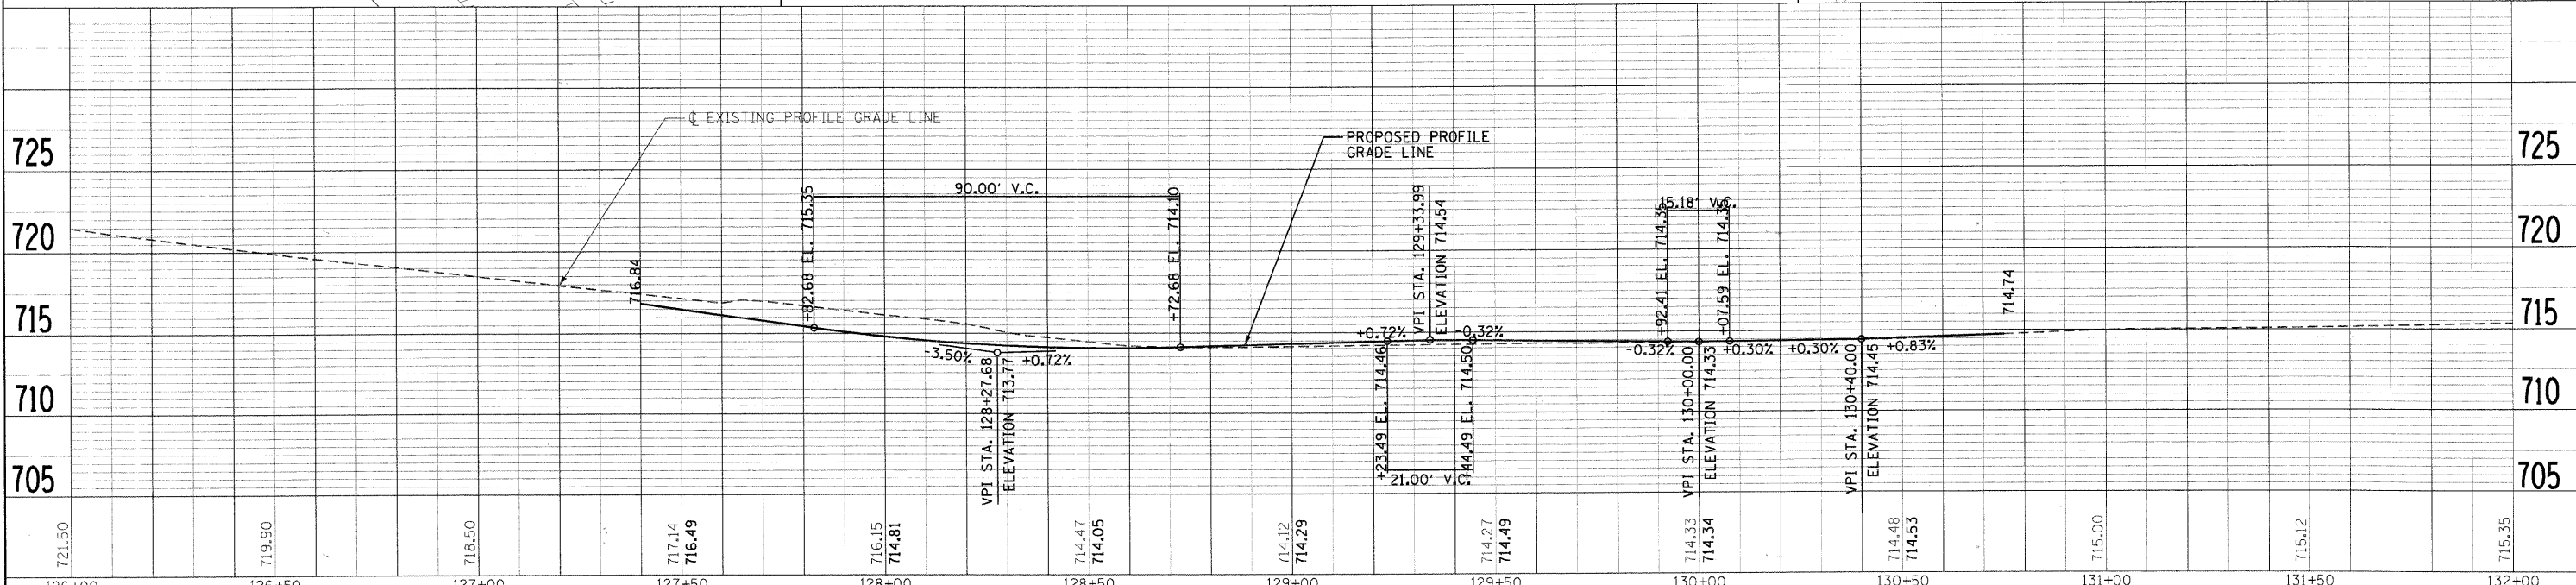 ℄ EXISTING PROFILE GRADE LINE
PROPOSED PROFILE
GRADE LINE
725
725
720
720
715
715
710
710
705
705
716.84
+82.68 EL. 715.35
90.00' V.C.
+72.68 EL. 714.10
-3.50%
+0.72%
VPI STA. 128+27.68
ELEVATION 713.77
VPI STA. 129+33.99
ELEVATION 714.54
+0.72%
-0.32%
+23.49 EL. 714.46
+44.49 EL. 714.50
21.00' V.C.
15.18' V.C.
+92.41 EL. 714.35
+07.59 EL. 714.35
-0.32%
+0.30%
VPI STA. 130+00.00
ELEVATION 714.33
+0.30%
+0.83%
VPI STA. 130+40.00
ELEVATION 714.45
714.74
721.50
719.90
718.50
717.14
716.49
716.15
714.81
714.47
714.05
714.12
714.29
714.27
714.49
714.33
714.34
714.48
714.53
715.00
715.12
715.35
126+00
126+50
127+00
127+50
128+00
128+50
129+00
129+50
130+00
130+50
131+00
131+50
132+00